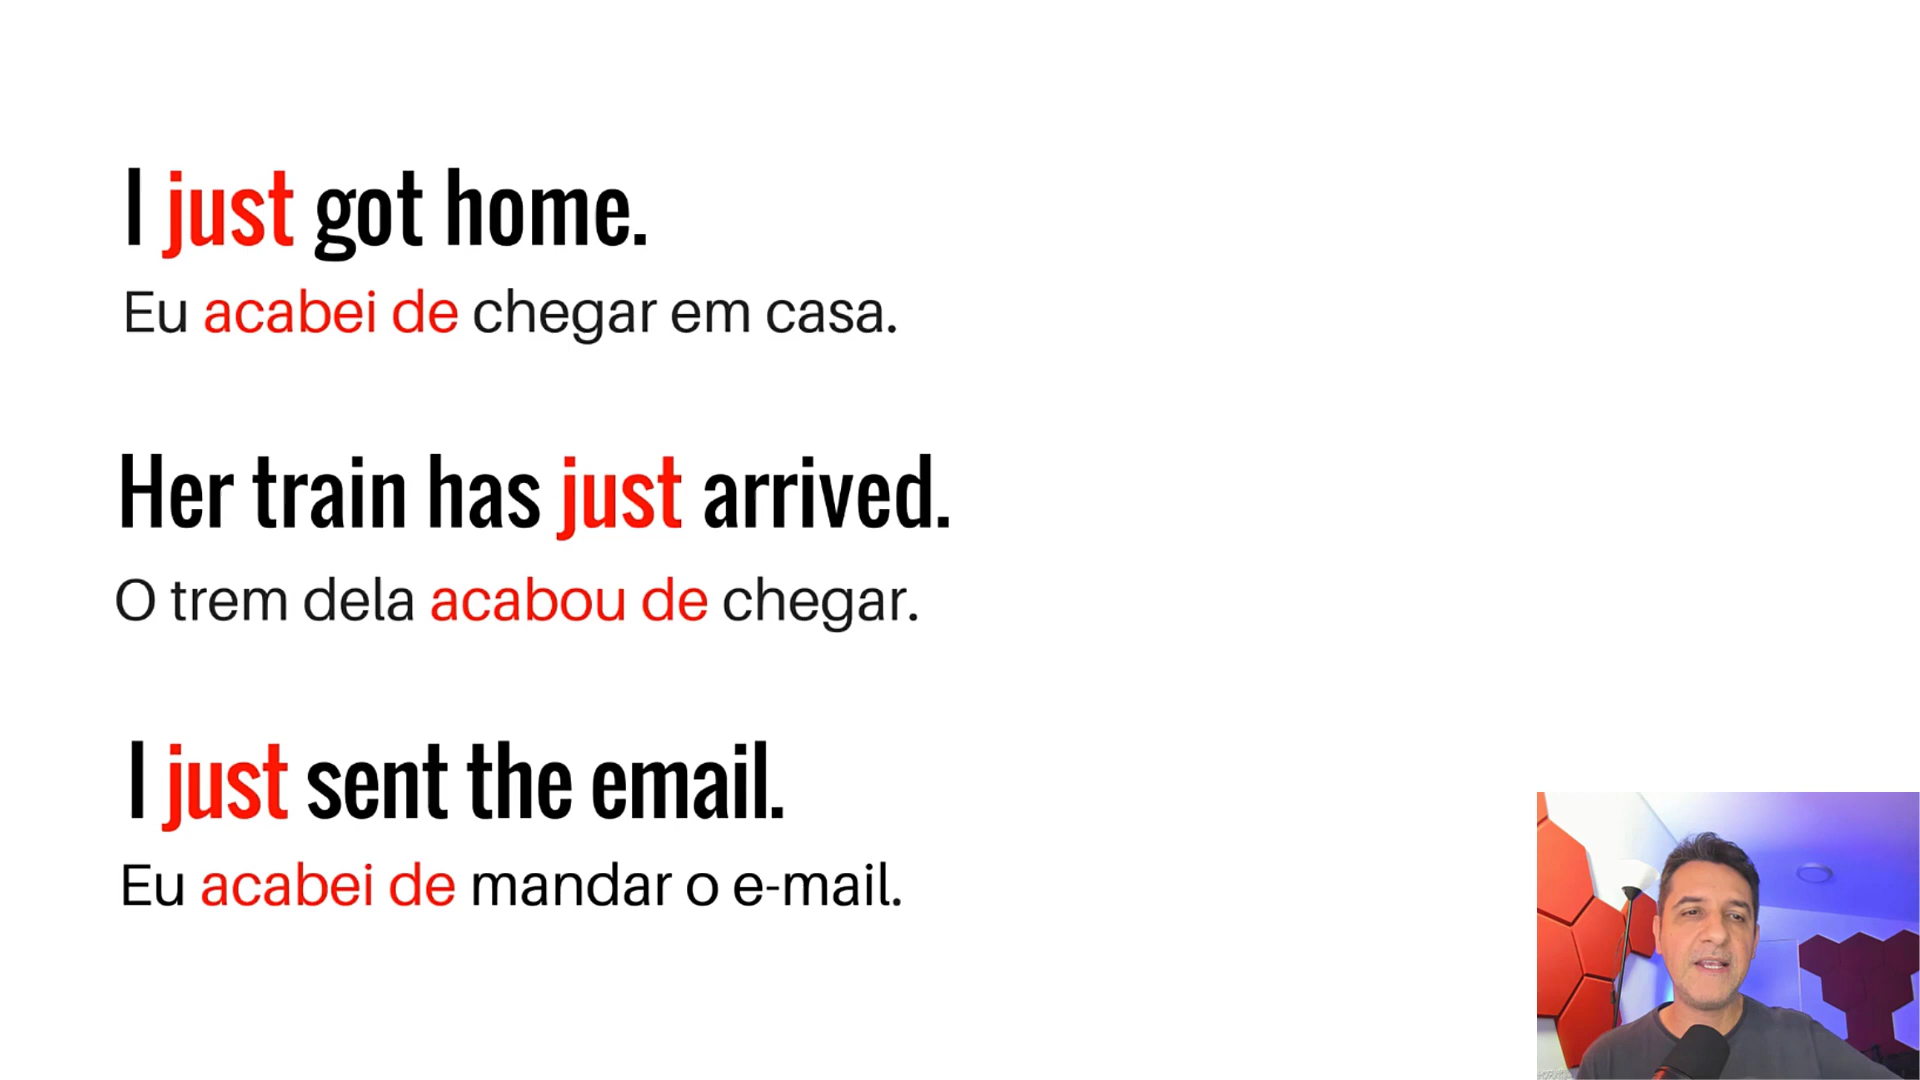 I just got home.
Eu acabei de chegar em casa.
Her train has just arrived.
O trem dela acabou de chegar.
I just sent the email.
Eu acabei de mandar o e-mail.